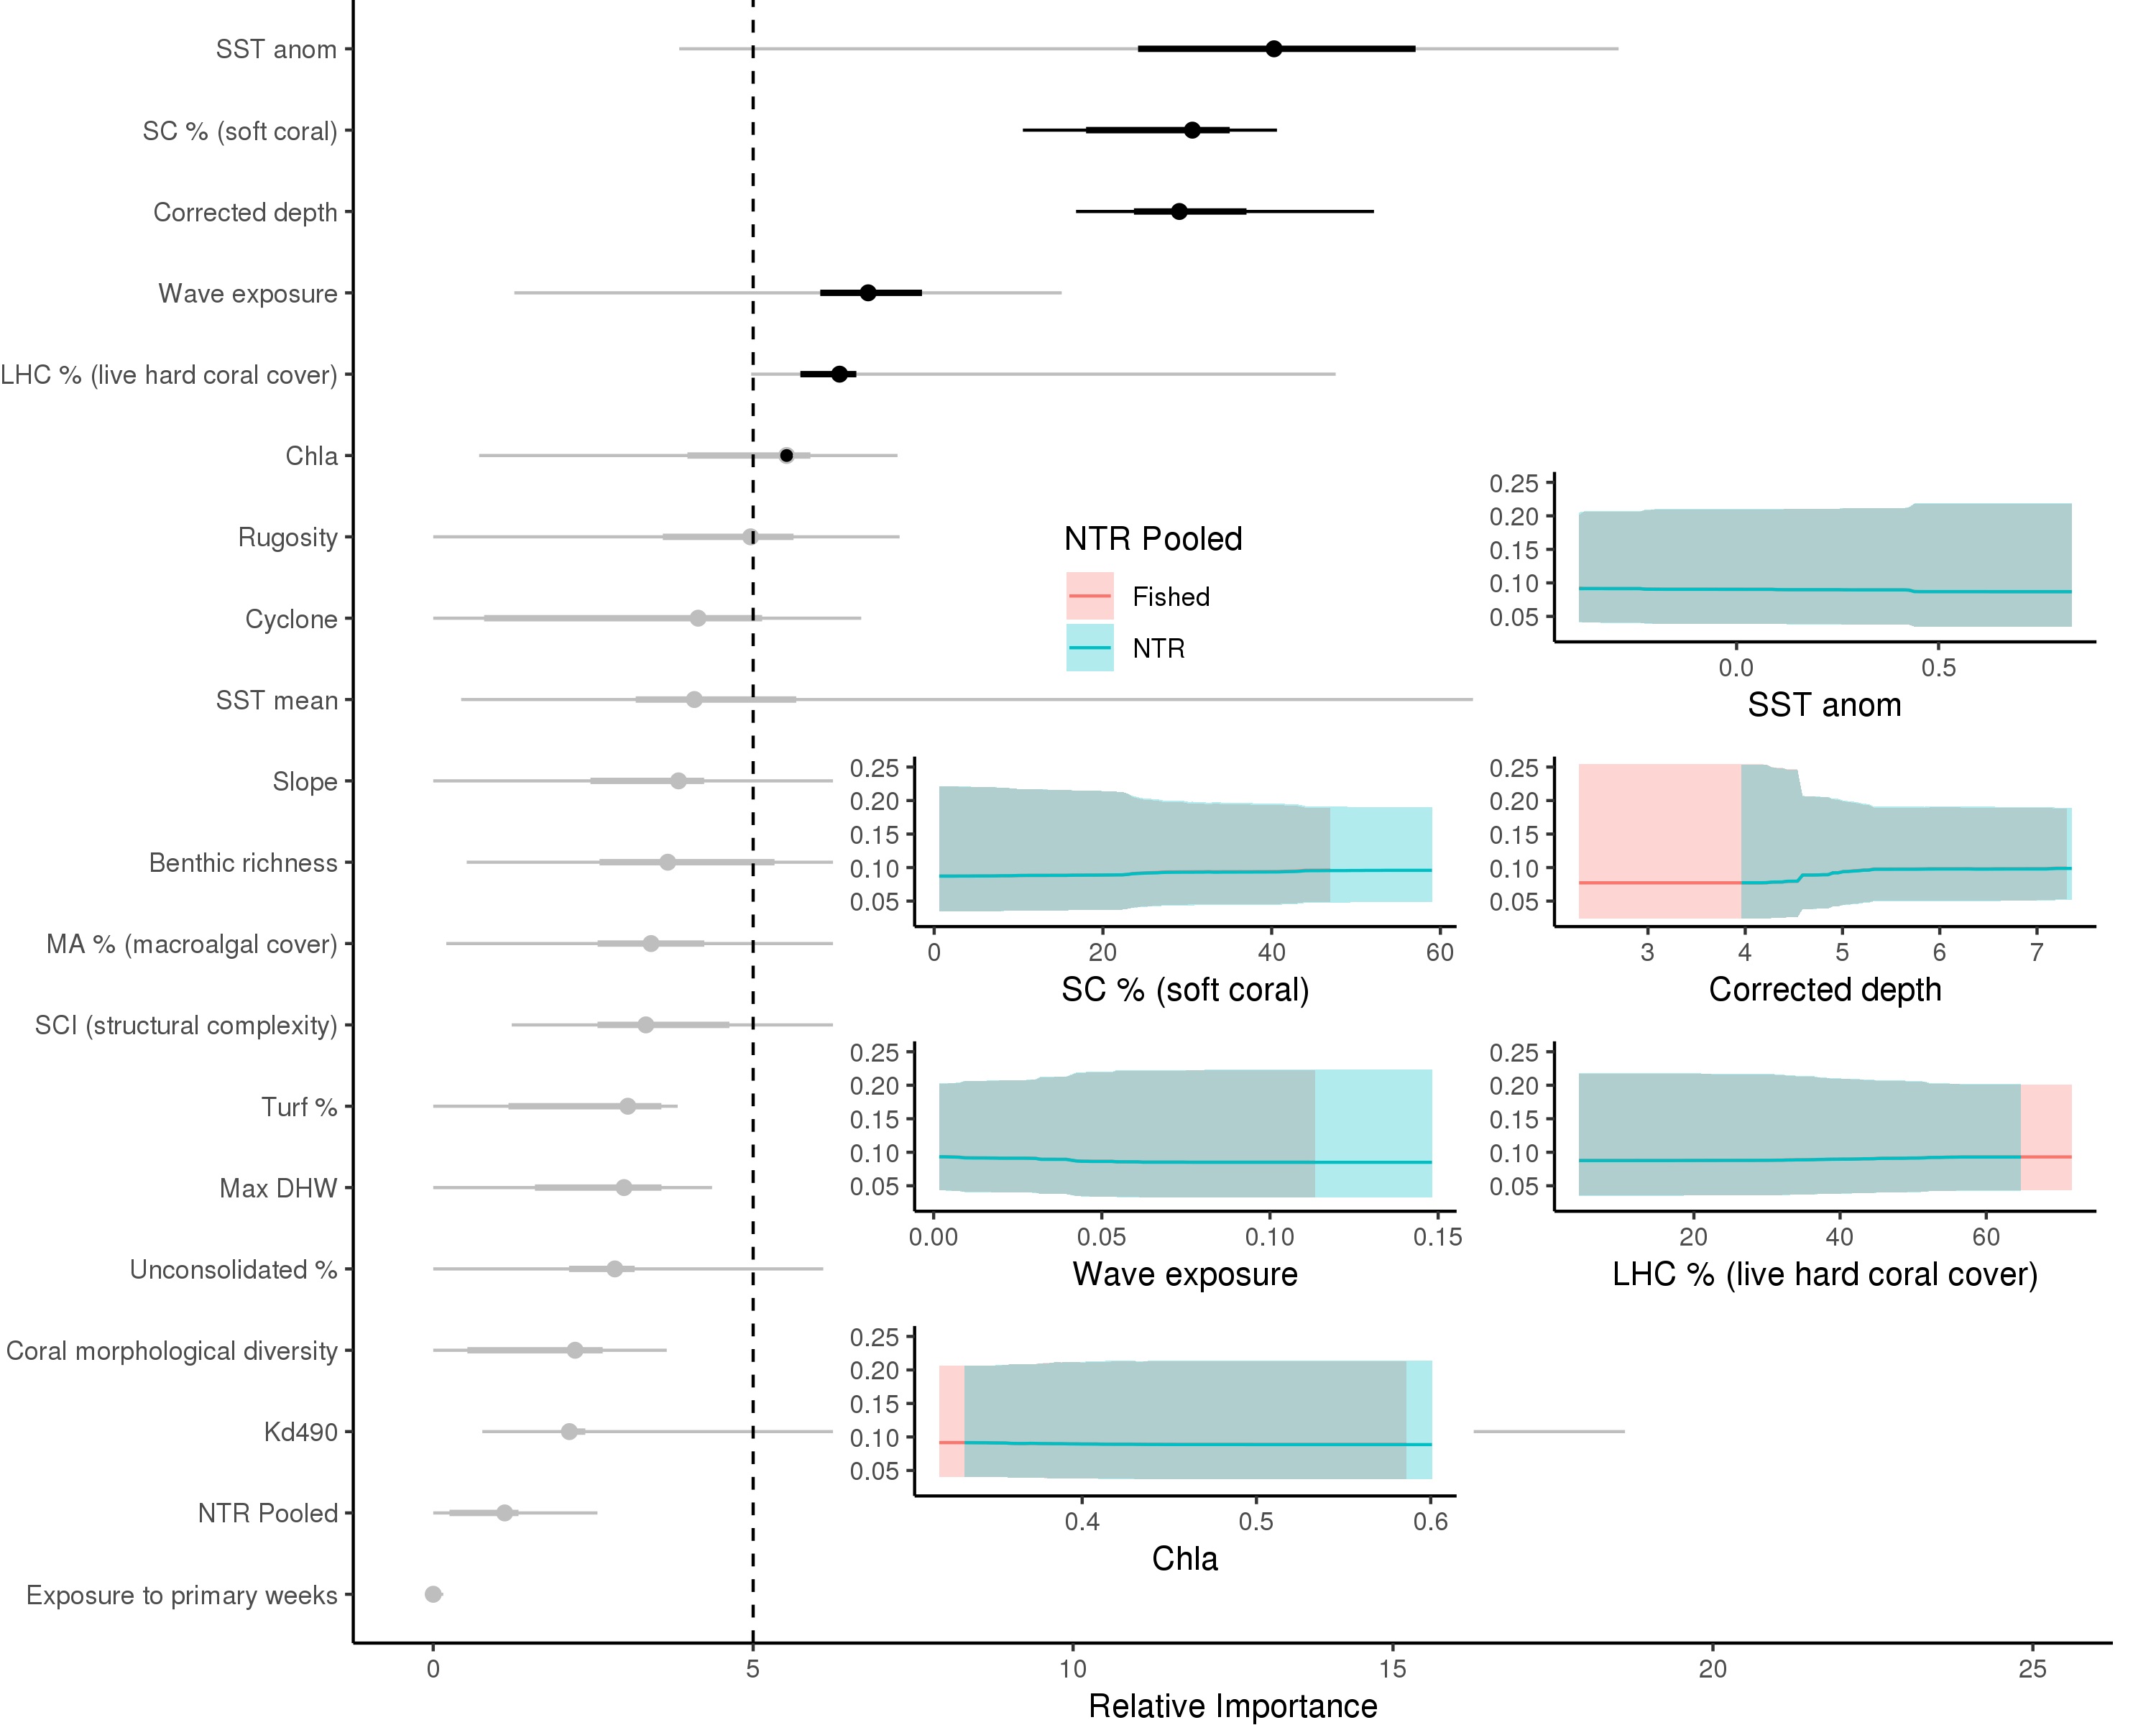 SST anom
SC % (soft coral)
Corrected depth
Wave exposure
LHC % (live hard coral cover)
Chla
Rugosity
Cyclone
SST mean
Slope
Benthic richness
MA % (macroalgal cover)
SCI (structural complexity)
Turf %
Max DHW
Unconsolidated %
Coral morphological diversity
Kd490
NTR Pooled
Exposure to primary weeks
0 5 10 15 20 25
Relative Importance
NTR Pooled
Fished
NTR
0.25
0.20
0.15
0.10
0.05
0.0 0.5
SST anom
0.25
0.20
0.15
0.10
0.05
0 20 40 60
SC % (soft coral)
0.25
0.20
0.15
0.10
0.05
3 4 5 6 7
Corrected depth
0.25
0.20
0.15
0.10
0.05
0.00 0.05 0.10 0.15
Wave exposure
0.25
0.20
0.15
0.10
0.05
20 40 60
LHC % (live hard coral cover)
0.25
0.20
0.15
0.10
0.05
0.4 0.5 0.6
Chla